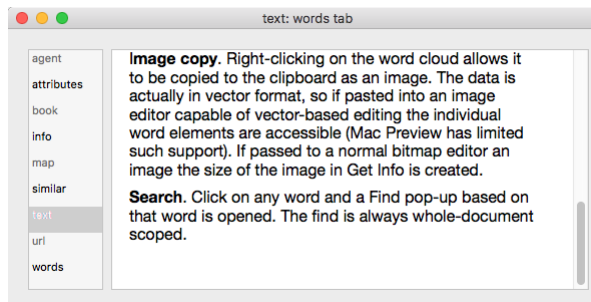 text: words tab
agent
attributes
book
info
map
similar
text
url
words
Image copy. Right-clicking on the word cloud allows it
to be copied to the clipboard as an image. The data is
actually in vector format, so if pasted into an image
editor capable of vector-based editing the individual
word elements are accessible (Mac Preview has limited
such support). If passed to a normal bitmap editor an
image the size of the image in Get Info is created.
Search. Click on any word and a Find pop-up based on
that word is opened. The find is always whole-document
scoped.